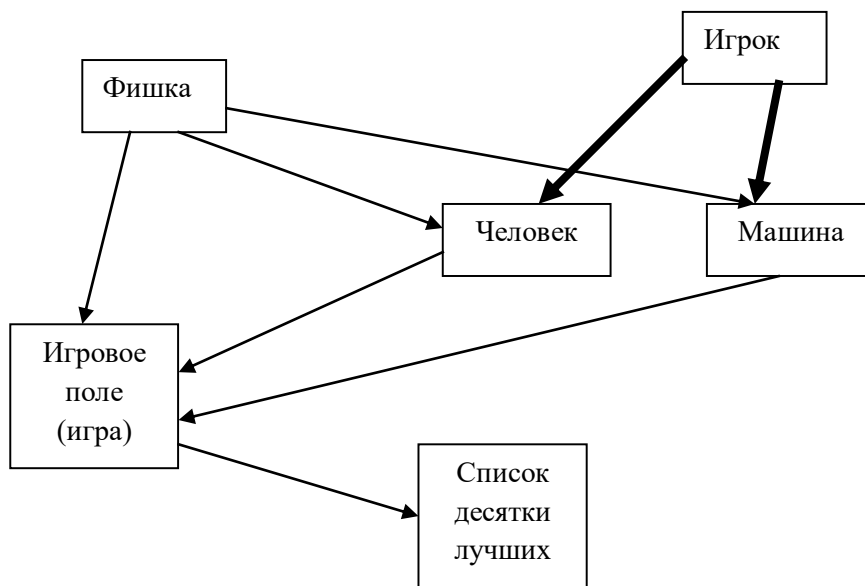 Игрок
Фишка
Человек
Машина
Игровое
поле
(игра)
Список
десятки
лучших